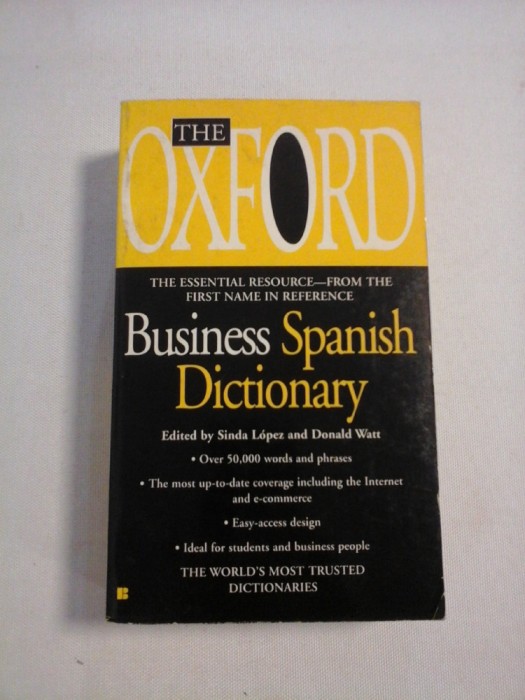 THE
OXFORD
THE ESSENTIAL RESOURCE—FROM THE
FIRST NAME IN REFERENCE
Business Spanish
Dictionary
Edited by Sinda López and Donald Watt
• Over 50,000 words and phrases
• The most up-to-date coverage including the Internet
and e-commerce
• Easy-access design
• Ideal for students and business people
THE WORLD'S MOST TRUSTED
DICTIONARIES
B